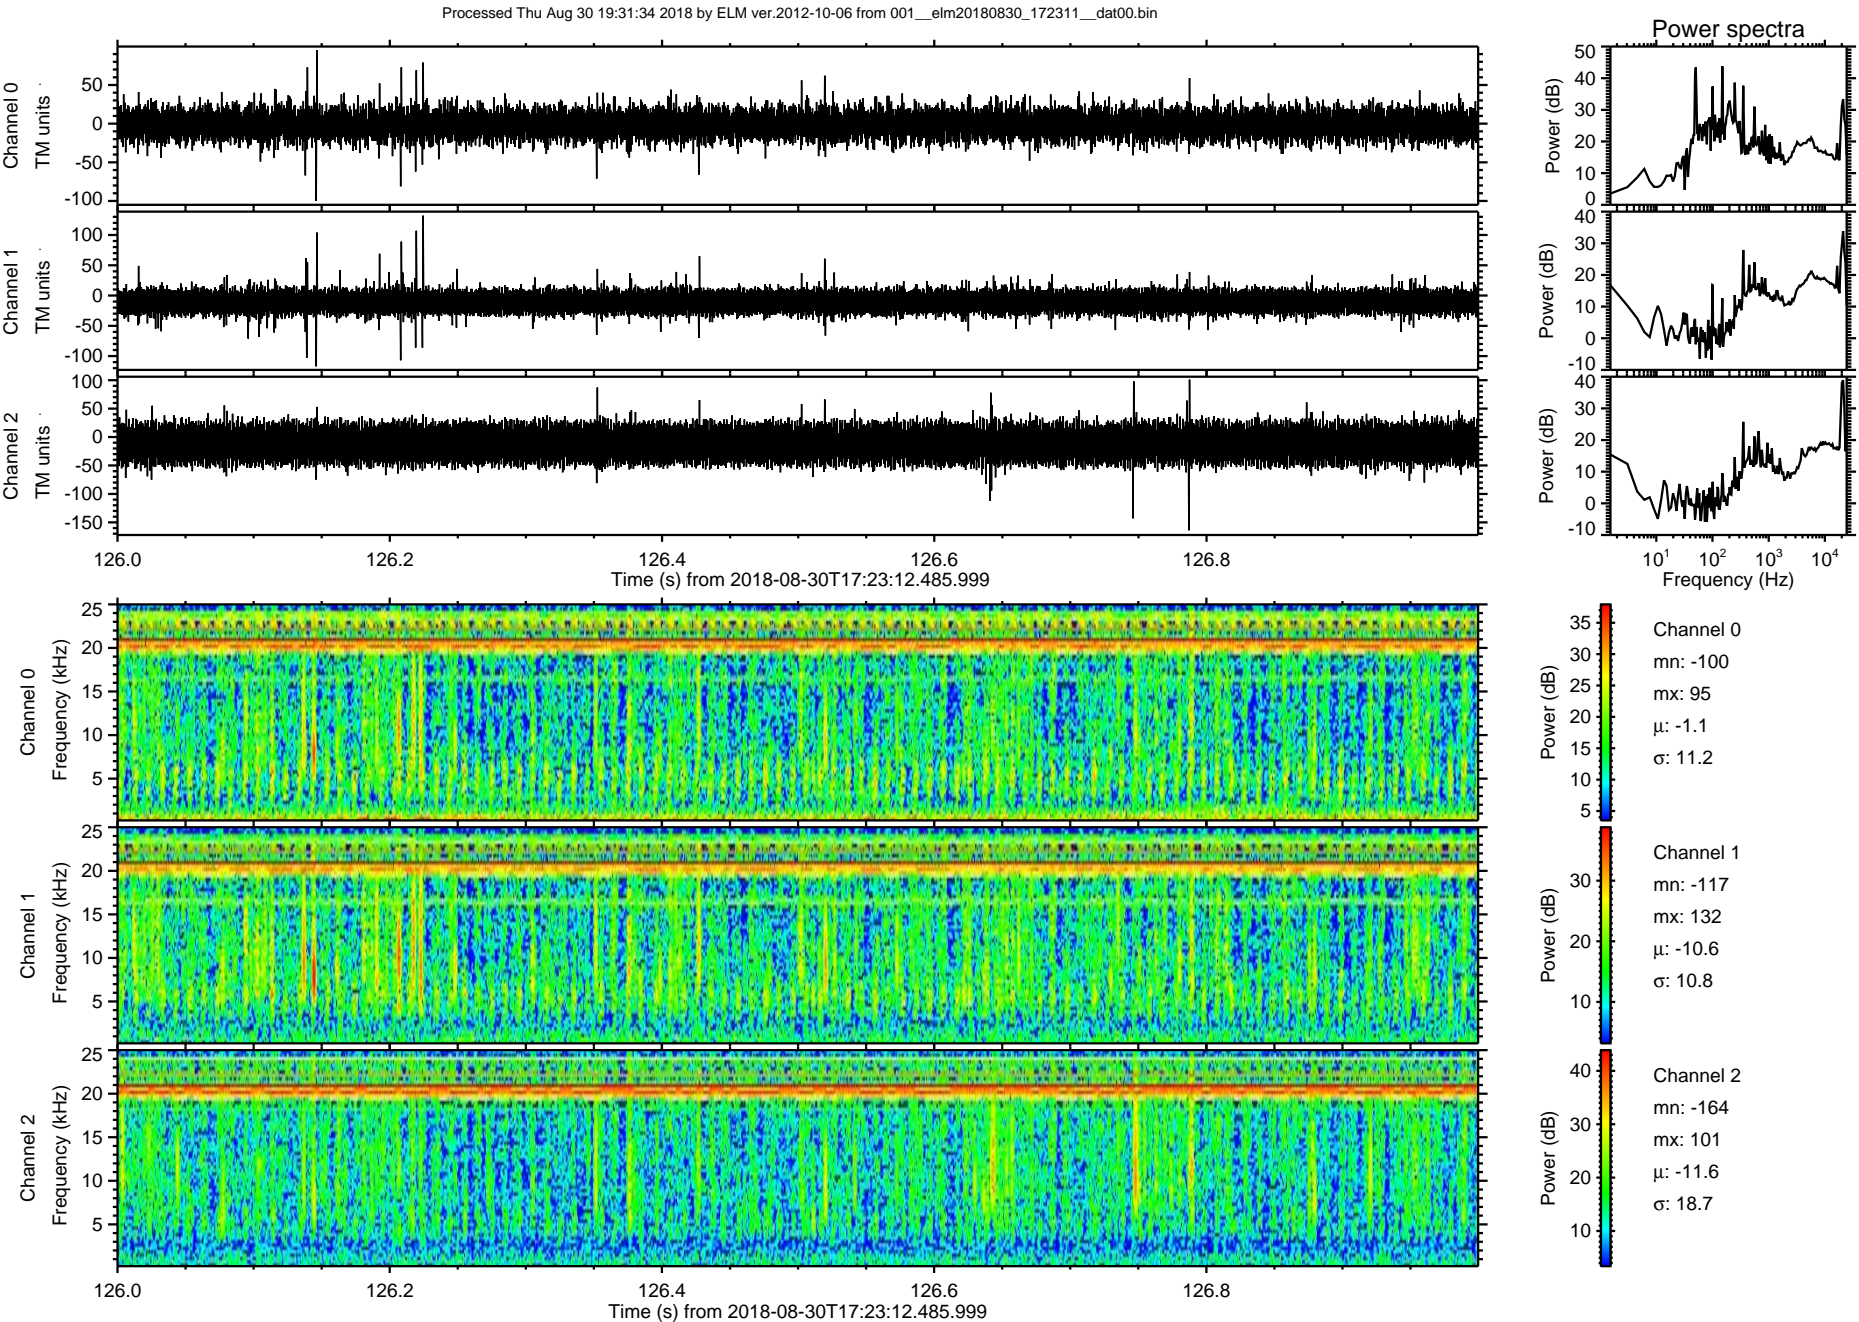 Processed Thu Aug 30 19:31:34 2018 by ELM ver.2012-10-06 from 001__elm20180830_172311__dat00.bin
Power spectra
Channel 0
TM units
50
0
-50
-100
Power (dB)
50
40
30
20
10
0
Channel 1
TM units
100
50
0
-50
-100
Power (dB)
40
30
20
10
0
-10
Channel 2
TM units
100
50
0
-50
-100
-150
Power (dB)
40
30
20
10
0
-10
126.0 126.2 126.4 126.6 126.8
Time (s) from 2018-08-30T17:23:12.485.999
10¹ 10² 10³ 10⁴
Frequency (Hz)
Channel 0
Frequency (kHz)
25
20
15
10
5
Power (dB)
35
30
25
20
15
10
5
Channel 0
mn: -100
mx: 95
μ: -1.1
σ: 11.2
Channel 1
Frequency (kHz)
25
20
15
10
5
Power (dB)
30
20
10
Channel 1
mn: -117
mx: 132
μ: -10.6
σ: 10.8
Channel 2
Frequency (kHz)
25
20
15
10
5
Power (dB)
40
30
20
10
Channel 2
mn: -164
mx: 101
μ: -11.6
σ: 18.7
126.0 126.2 126.4 126.6 126.8
Time (s) from 2018-08-30T17:23:12.485.999